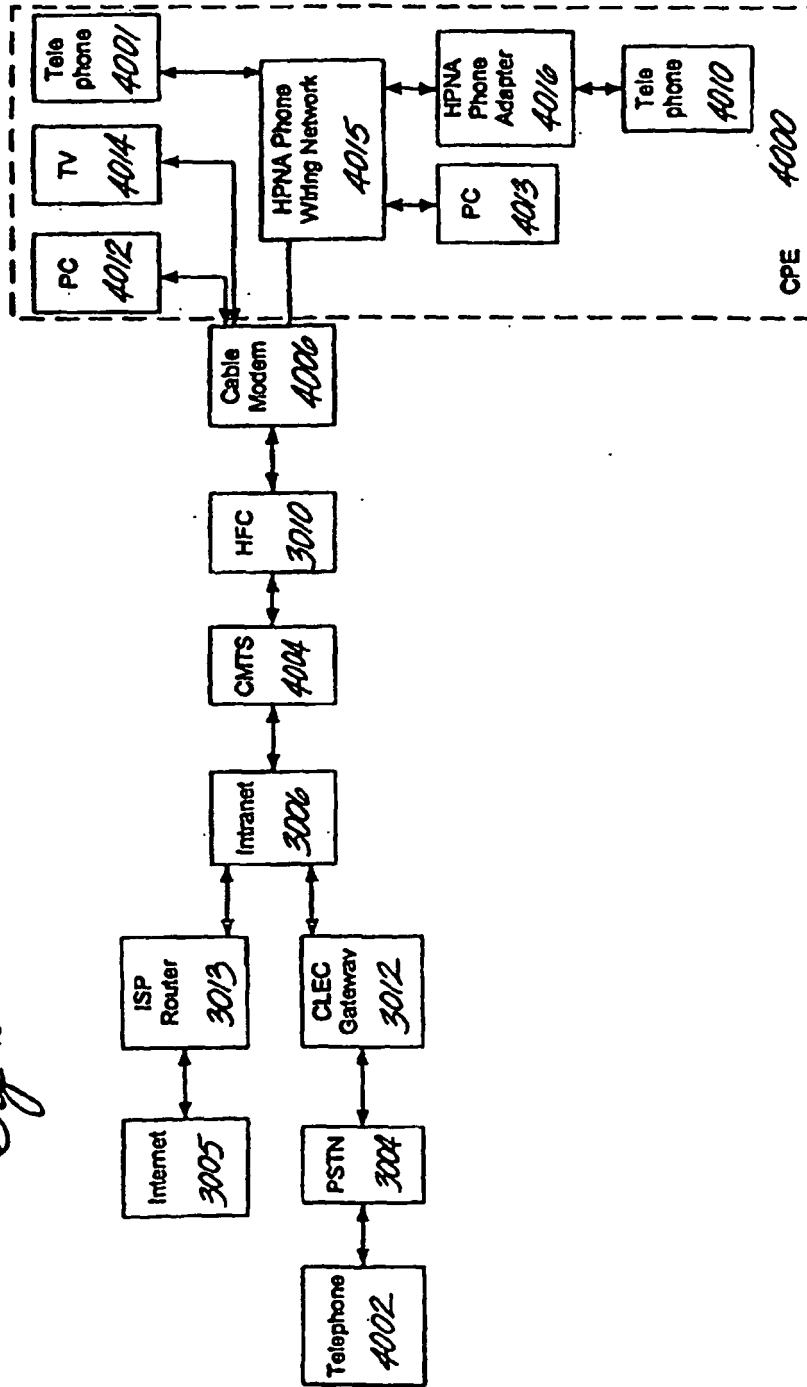 Telephone
4002
PSTN
3004
CLEC
Gateway
3012
Internet
3005
ISP
Router
3013
Intranet
3006
CMTS
4004
HFC
3010
Cable
Modem
4006
PC
4012
TV
4014
Tele
phone
4001
HPNA Phone
Wiring Network
4015
PC
4013
HPNA
Phone
Adapter
4016
Tele
phone
4010
CPE
4000